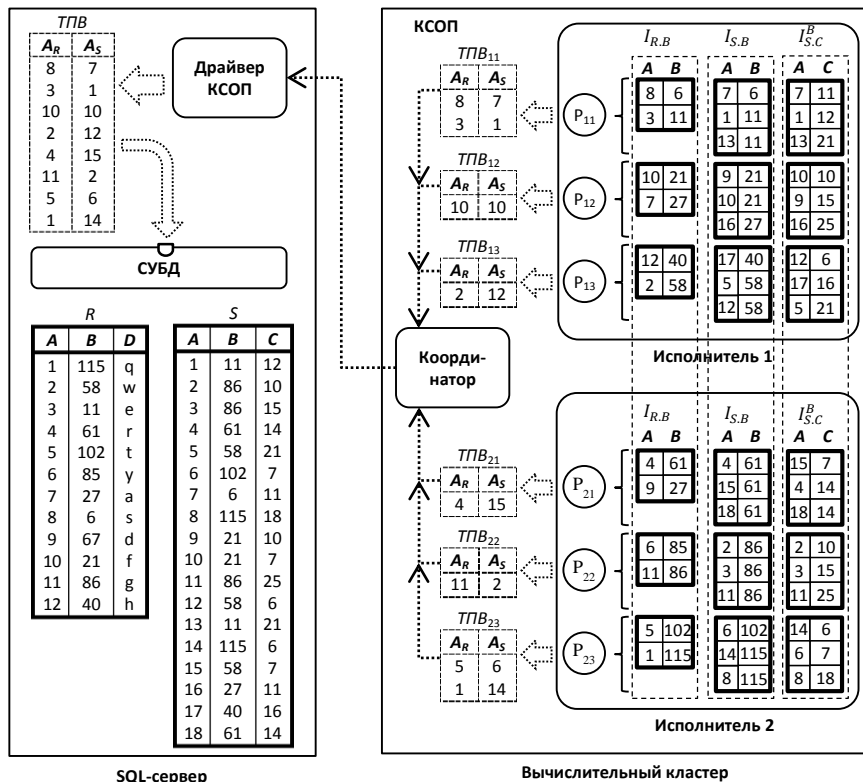 ТПВ
A_R A_S
8 7
3 1
10 10
2 12
4 15
11 2
5 6
1 14
Драйвер
КСОП
СУБД
R
A B D
1 115 q
2 58 w
3 11 e
4 61 r
5 102 t
6 85 y
7 27 a
8 6 s
9 67 d
10 21 f
11 86 g
12 40 h
S
A B C
1 11 12
2 86 10
3 86 15
4 61 14
5 58 21
6 102 7
7 6 11
8 115 18
9 21 10
10 21 7
11 86 25
12 58 6
13 11 21
14 115 6
15 58 7
16 27 11
17 40 16
18 61 14
SQL-сервер
КСОП
ТПВ₁₁
A_R A_S
8 7
3 1
ТПВ₁₂
A_R A_S
10 10
ТПВ₁₃
A_R A_S
2 12
Коорди-
натор
ТПВ₂₁
A_R A_S
4 15
ТПВ₂₂
A_R A_S
11 2
ТПВ₂₃
A_R A_S
5 6
1 14
I_{R.B} I_{S.B} I^B_{S.C}
A B A B A C
P₁₁
8 6 7 6 7 11
3 11 1 11 1 12
13 11 13 21
P₁₂
10 21 9 21 10 10
7 27 10 21 9 15
16 27 16 25
P₁₃
12 40 17 40 12 6
2 58 5 58 17 16
12 58 5 21
Исполнитель 1
I_{R.B} I_{S.B} I^B_{S.C}
A B A B A C
P₂₁
4 61 4 61 15 7
9 27 15 61 4 14
18 61 18 14
P₂₂
6 85 2 86 2 10
11 86 3 86 3 15
11 86 11 25
P₂₃
5 102 6 102 14 6
1 115 14 115 6 7
8 115 8 18
Исполнитель 2
Вычислительный кластер